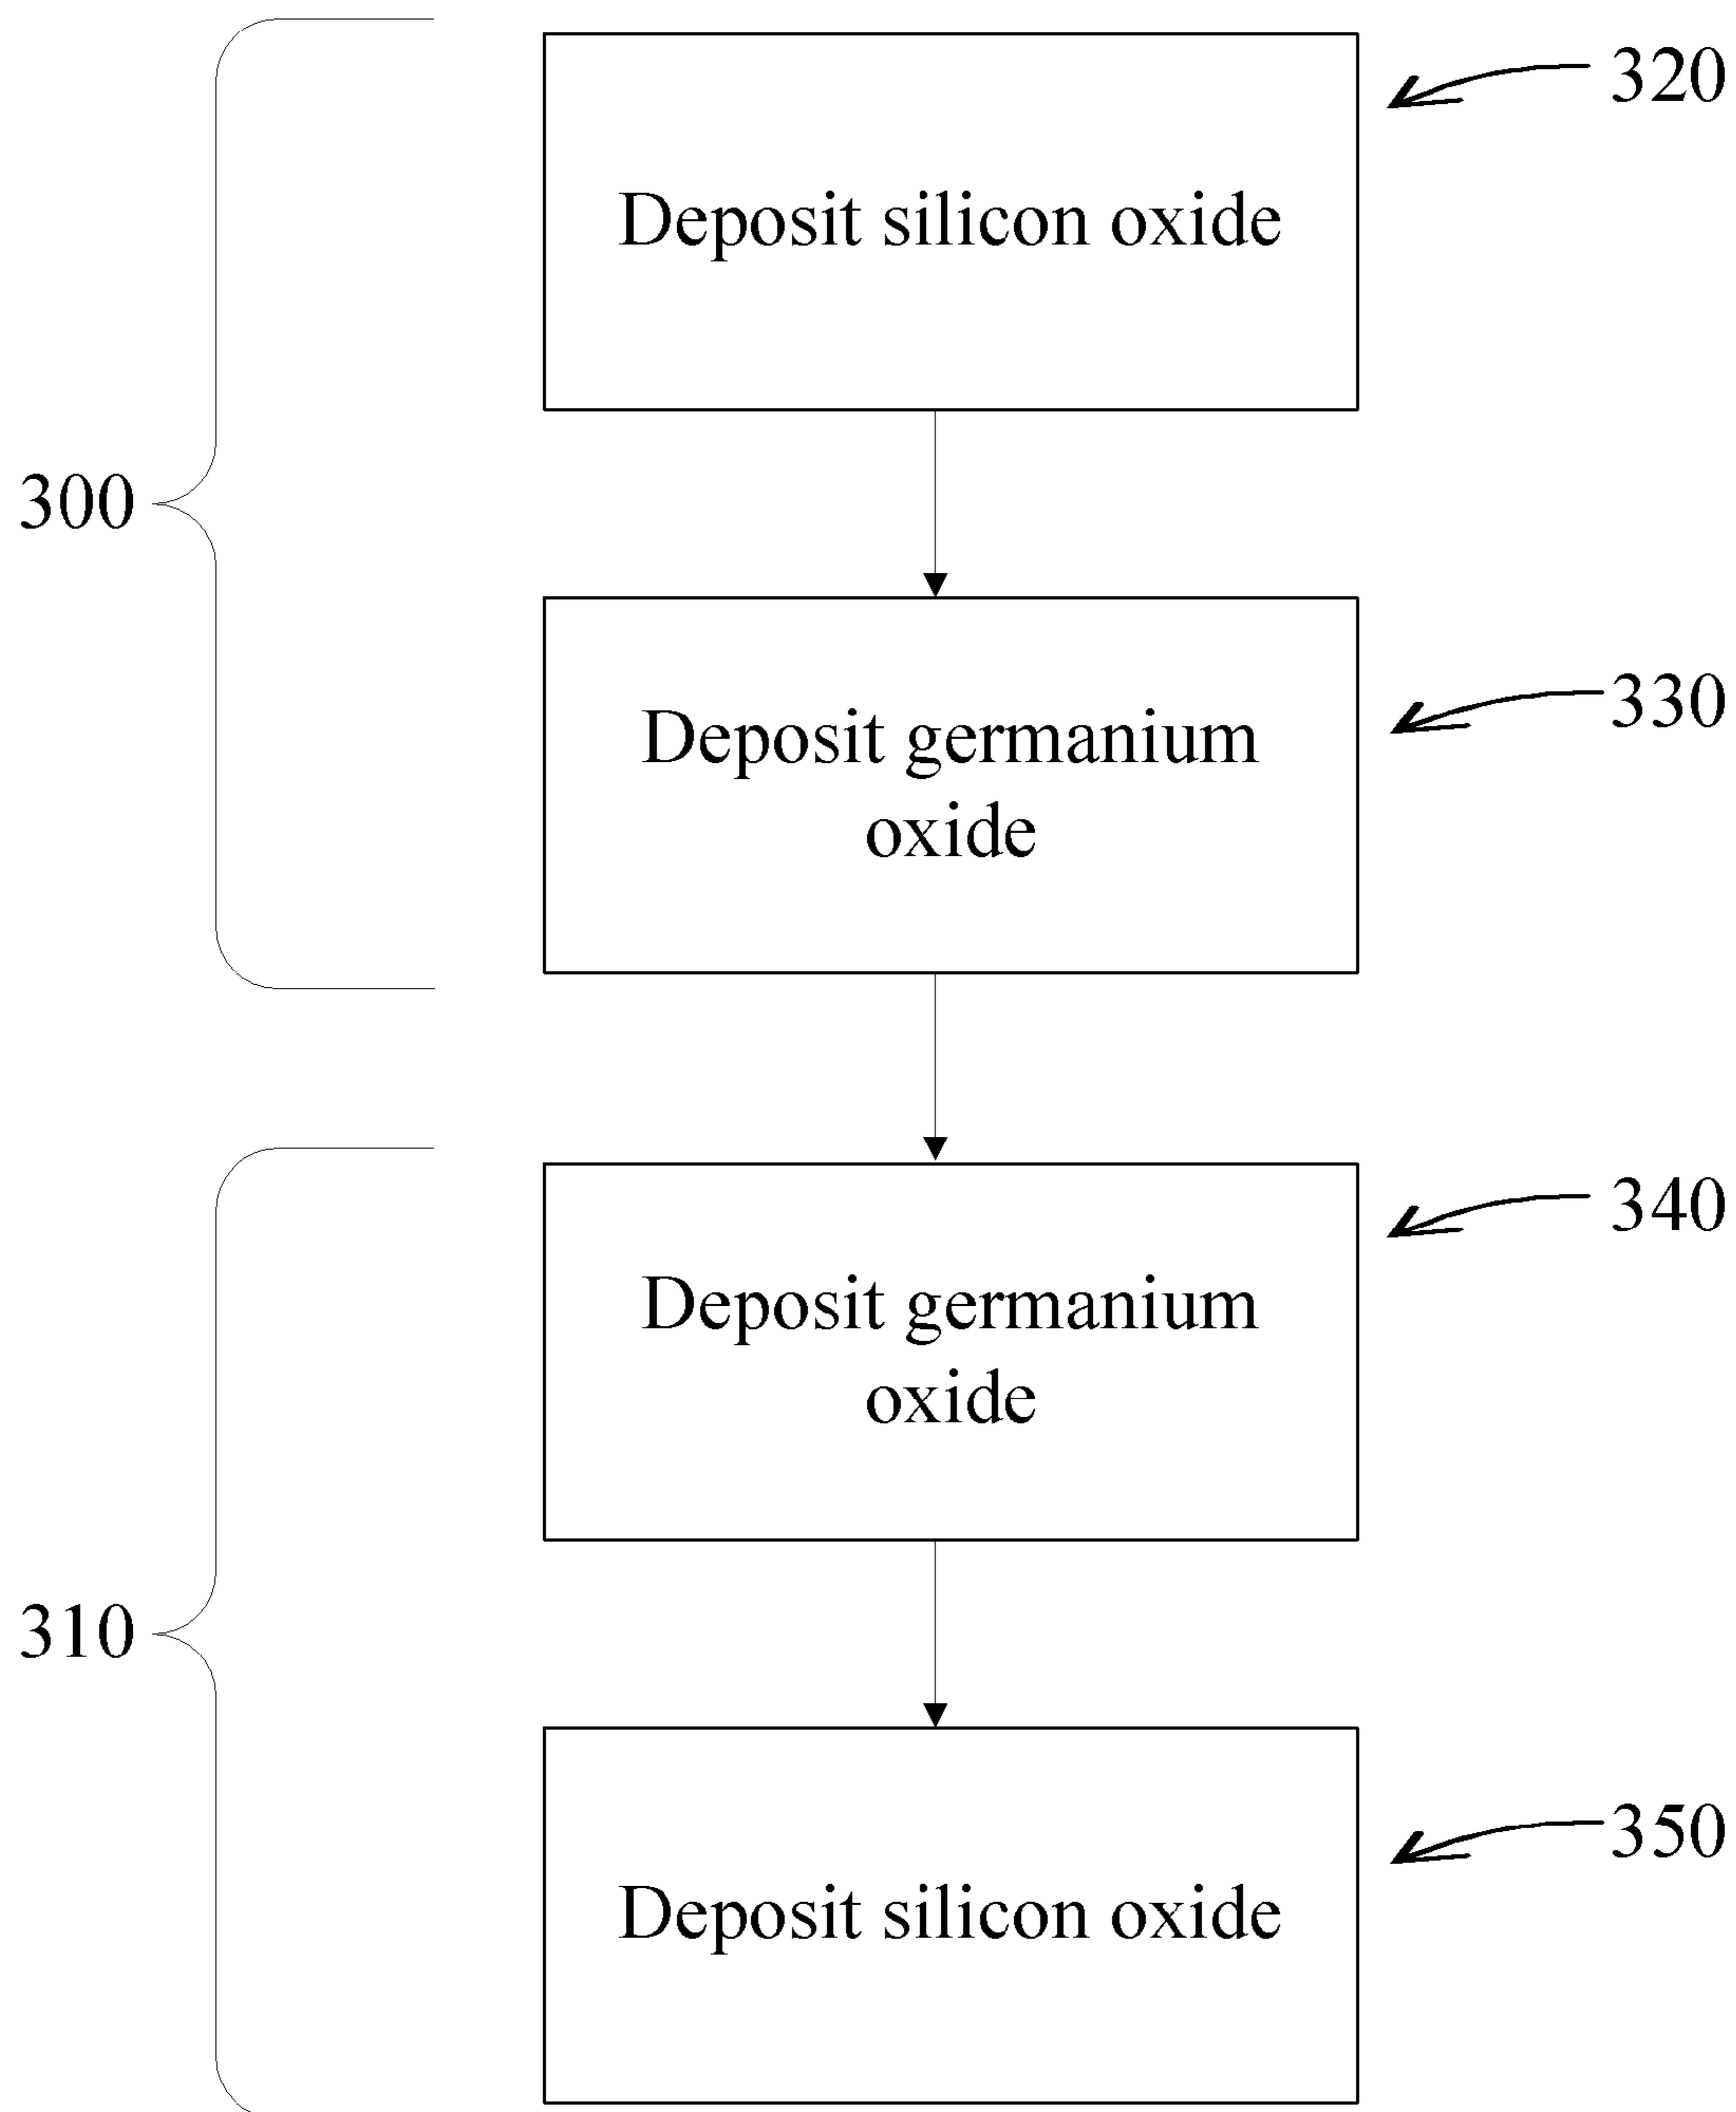 320
Deposit silicon oxide
300
330
Deposit germanium
oxide
340
Deposit germanium
oxide
310
350
Deposit silicon oxide